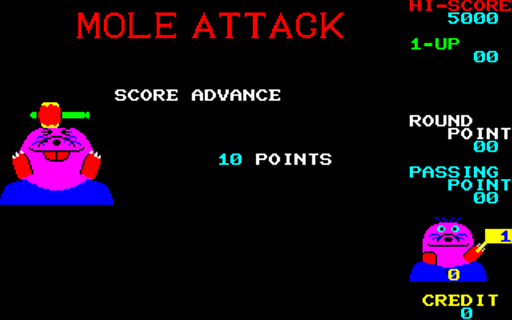 MOLE ATTACK
HI-SCORE
5000
1-UP
00
SCORE ADVANCE
10 POINTS
ROUND
POINT
00
PASSING
POINT
00
1
0
CREDIT
0